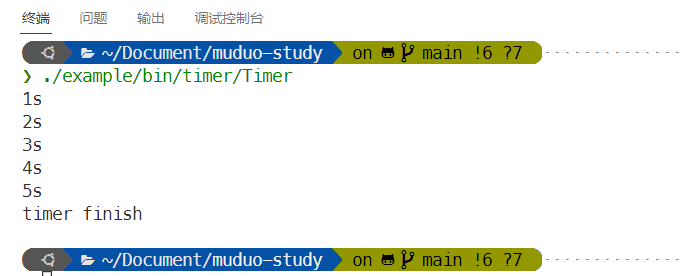 终端 问题 输出 调试控制台
~/Document/muduo-study on main !6 ?7
❯ ./example/bin/timer/Timer
1s
2s
3s
4s
5s
timer finish
~/Document/muduo-study on main !6 ?7